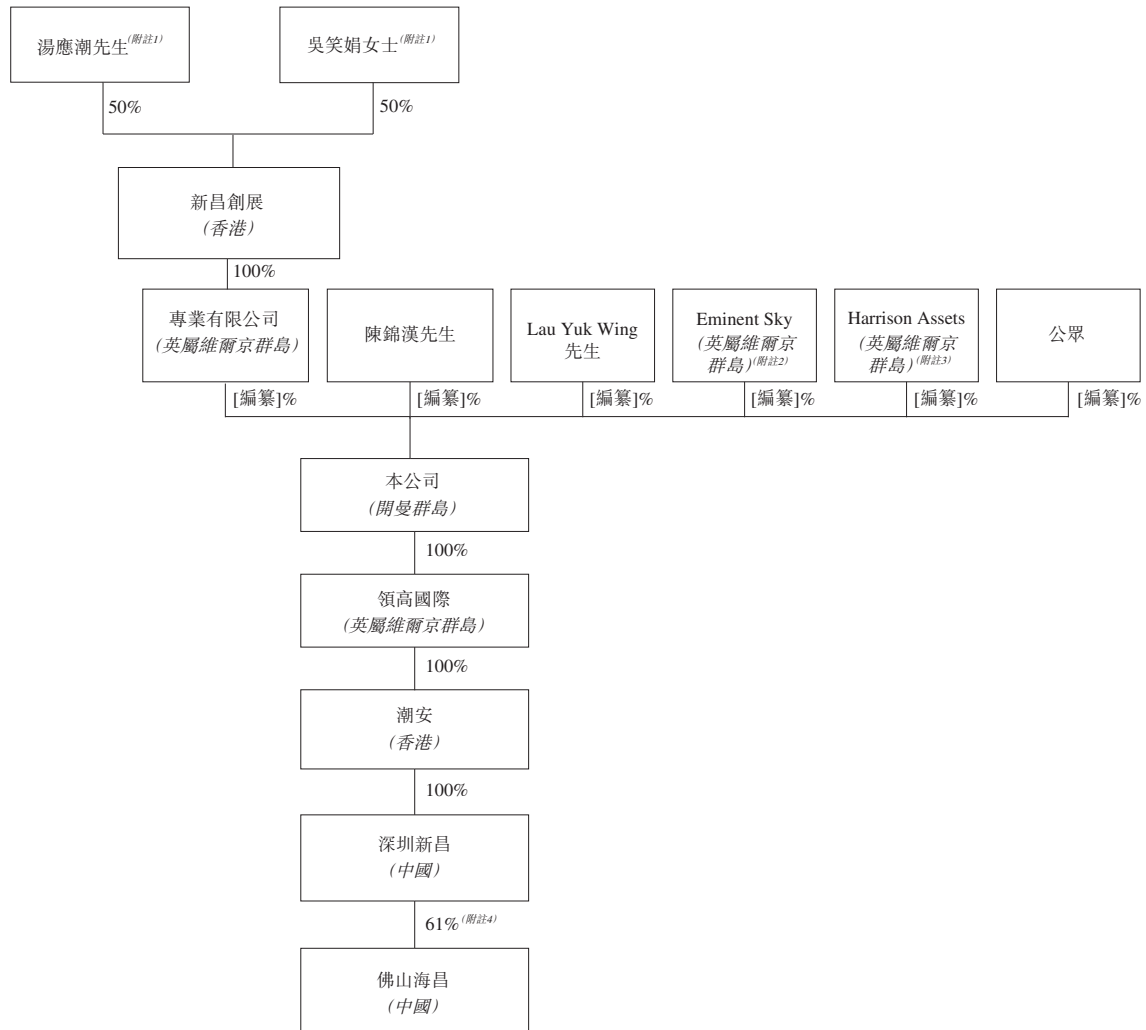 湯應潮先生(附註1)
吳笑娟女士(附註1)
50%
50%
新昌創展
(香港)
100%
專業有限公司
(英屬維爾京群島)
陳錦漢先生
Lau Yuk Wing
先生
Eminent Sky
(英屬維爾京
群島)(附註2)
Harrison Assets
(英屬維爾京
群島)(附註3)
公眾
[編纂]%
[編纂]%
[編纂]%
[編纂]%
[編纂]%
[編纂]%
本公司
(開曼群島)
100%
領高國際
(英屬維爾京群島)
100%
潮安
(香港)
100%
深圳新昌
(中國)
61%(附註4)
佛山海昌
(中國)